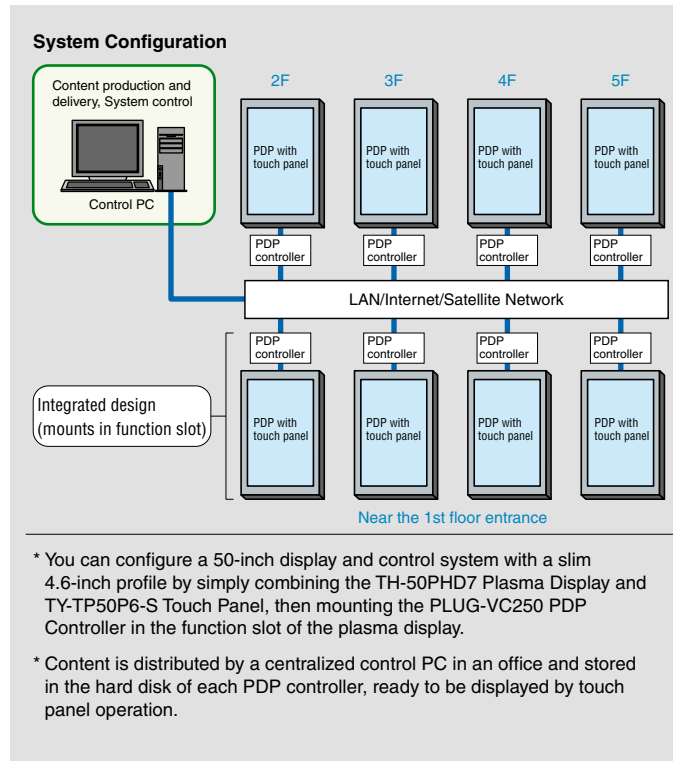 System Configuration
Content production and
delivery, System control
Control PC
2F
3F
4F
5F
PDP with
touch panel
PDP with
touch panel
PDP with
touch panel
PDP with
touch panel
PDP
controller
PDP
controller
PDP
controller
PDP
controller
LAN/Internet/Satellite Network
PDP
controller
PDP
controller
PDP
controller
PDP
controller
Integrated design
(mounts in function slot)
PDP with
touch panel
PDP with
touch panel
PDP with
touch panel
PDP with
touch panel
Near the 1st floor entrance
* You can configure a 50-inch display and control system with a slim
4.6-inch profile by simply combining the TH-50PHD7 Plasma Display and
TY-TP50P6-S Touch Panel, then mounting the PLUG-VC250 PDP
Controller in the function slot of the plasma display.
* Content is distributed by a centralized control PC in an office and stored
in the hard disk of each PDP controller, ready to be displayed by touch
panel operation.